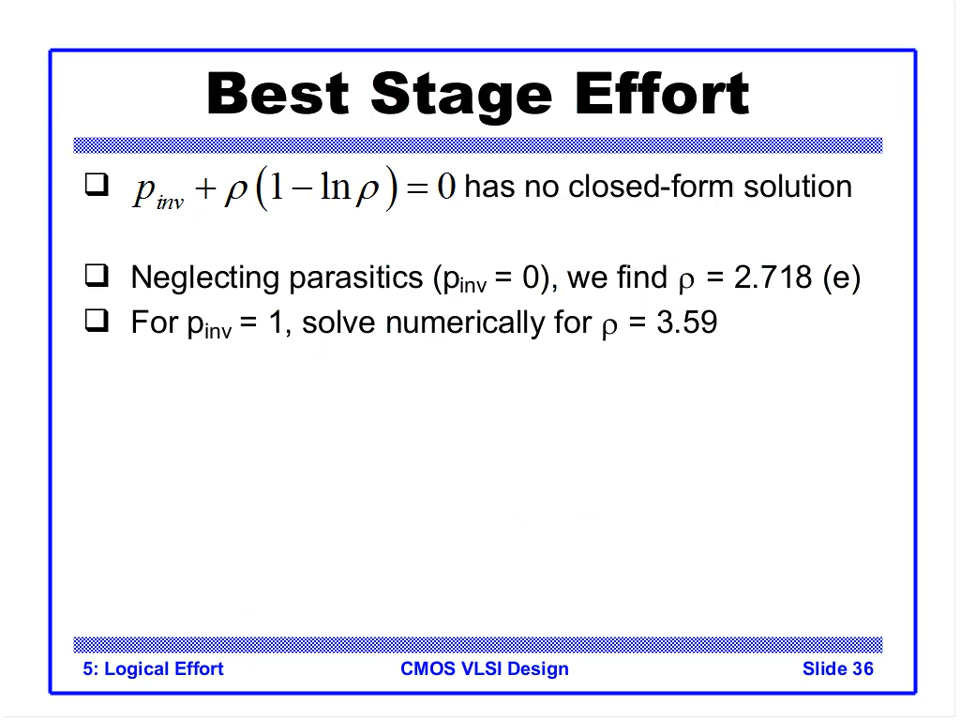 Best Stage Effort
❑ p_inv + ρ(1 − ln ρ) = 0 has no closed-form solution
❑ Neglecting parasitics (p_inv = 0), we find ρ = 2.718 (e)
❑ For p_inv = 1, solve numerically for ρ = 3.59
5: Logical Effort CMOS VLSI Design Slide 36